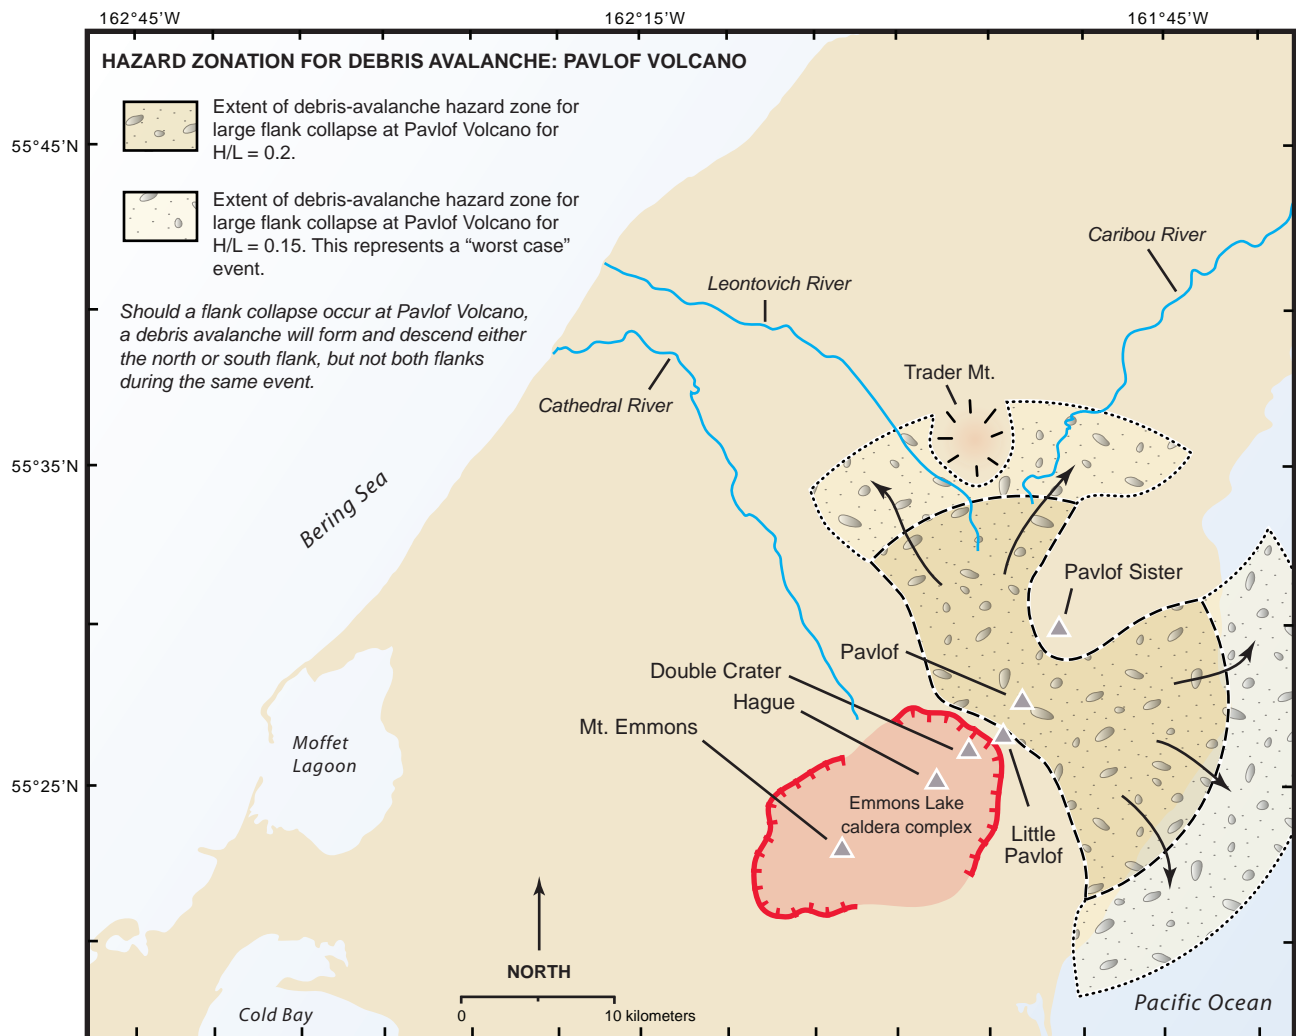 162°45'W
162°15'W
161°45'W
HAZARD ZONATION FOR DEBRIS AVALANCHE: PAVLOF VOLCANO
Extent of debris-avalanche hazard zone for
large flank collapse at Pavlof Volcano for
H/L = 0.2.
55°45'N
Extent of debris-avalanche hazard zone for
large flank collapse at Pavlof Volcano for
H/L = 0.15. This represents a “worst case”
event.
Caribou River
Leontovich River
Should a flank collapse occur at Pavlof Volcano,
a debris avalanche will form and descend either
the north or south flank, but not both flanks
during the same event.
Trader Mt.
Cathedral River
55°35'N
Bering Sea
Pavlof Sister
Pavlof
Double Crater
Hague
Mt. Emmons
Moffet
Lagoon
55°25'N
Emmons Lake
caldera complex
Little
Pavlof
NORTH
0
10 kilometers
Cold Bay
Pacific Ocean